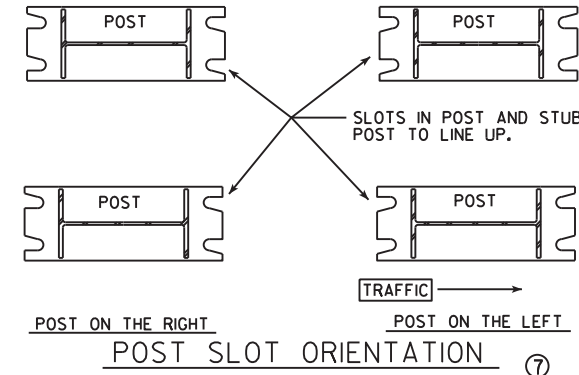 POST
POST
SLOTS IN POST AND STUB
POST TO LINE UP.
POST
POST
TRAFFIC
POST ON THE RIGHT
POST ON THE LEFT
POST SLOT ORIENTATION 7